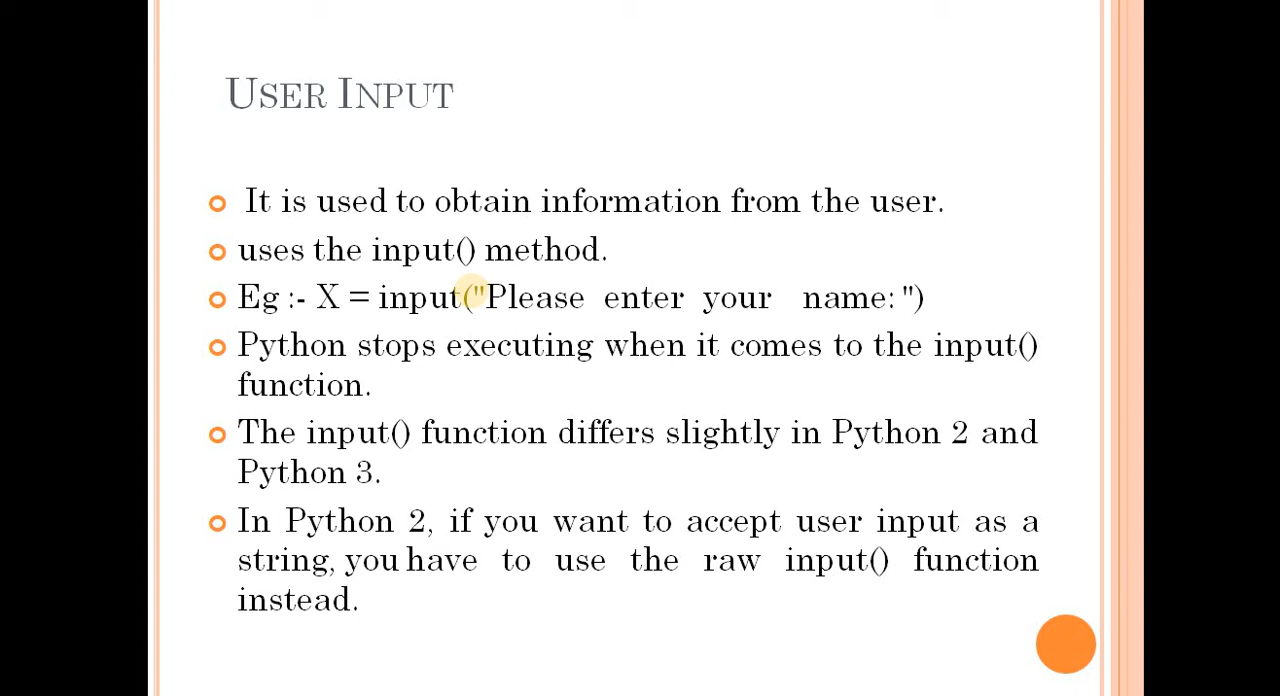 USER INPUT
It is used to obtain information from the user.
uses the input() method.
Eg :- X = input("Please enter your name: ")
Python stops executing when it comes to the input()
function.
The input() function differs slightly in Python 2 and
Python 3.
In Python 2, if you want to accept user input as a
string, you have to use the raw input() function
instead.